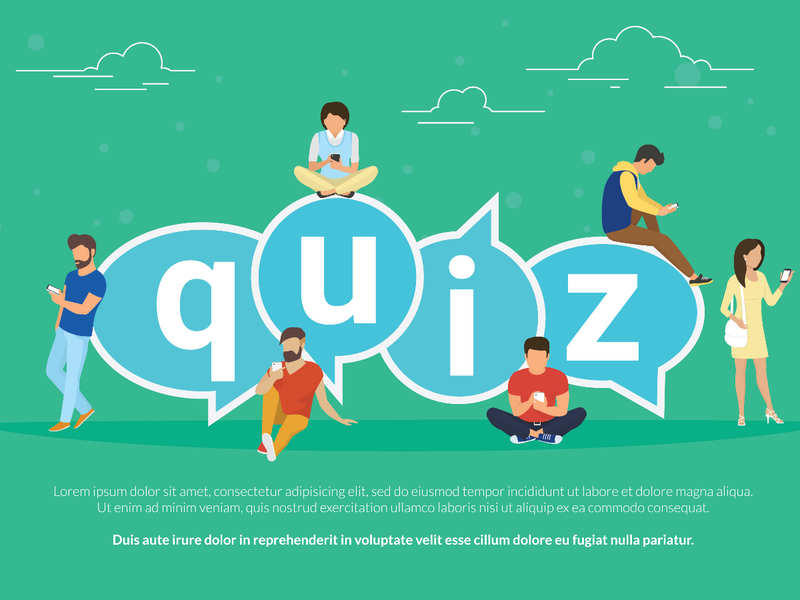 quiz
Lorem ipsum dolor sit amet, consectetur adipisicing elit, sed do eiusmod tempor incididunt ut labore et dolore magna aliqua.
Ut enim ad minim veniam, quis nostrud exercitation ullamco laboris nisi ut aliquip ex ea commodo consequat.
Duis aute irure dolor in reprehenderit in voluptate velit esse cillum dolore eu fugiat nulla pariatur.